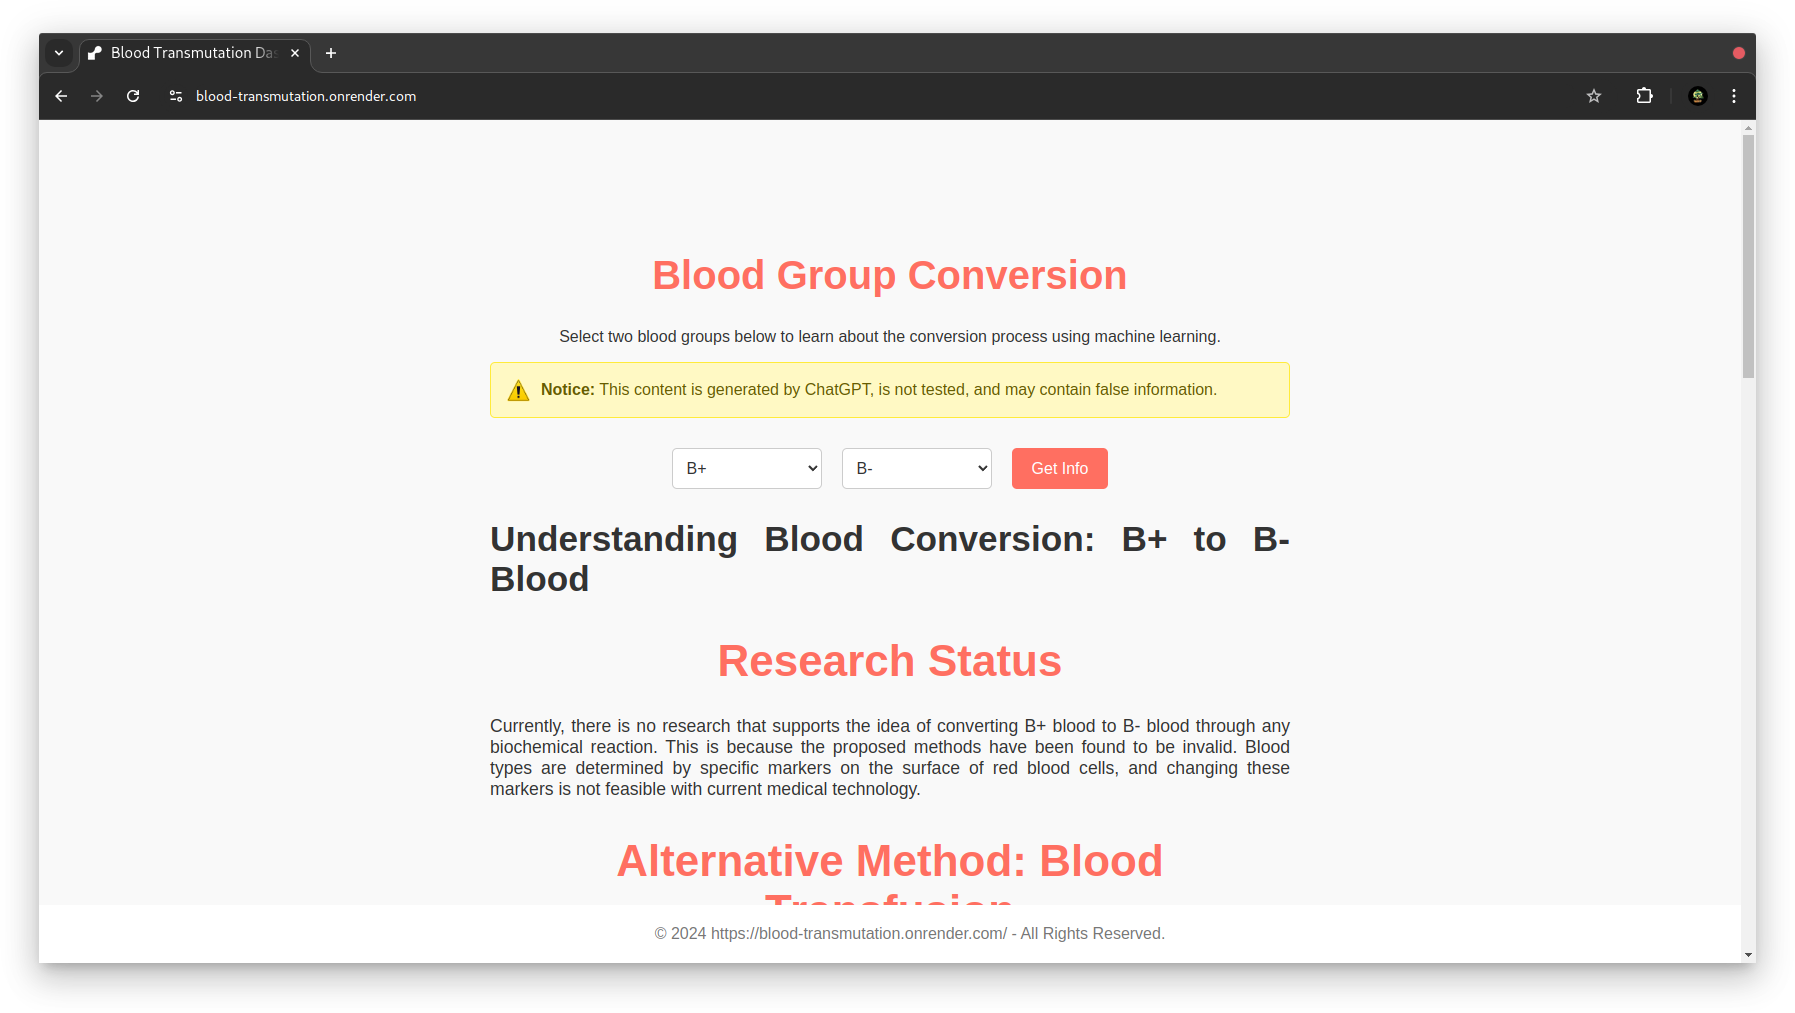 Blood Transmutation Da
blood-transmutation.onrender.com
Blood Group Conversion
Select two blood groups below to learn about the conversion process using machine learning.
Notice: This content is generated by ChatGPT, is not tested, and may contain false information.
B+ B- Get Info
Understanding Blood Conversion: B+ to B-
Blood
Research Status
Currently, there is no research that supports the idea of converting B+ blood to B- blood through any
biochemical reaction. This is because the proposed methods have been found to be invalid. Blood
types are determined by specific markers on the surface of red blood cells, and changing these
markers is not feasible with current medical technology.
Alternative Method: Blood
Transfusion
© 2024 https://blood-transmutation.onrender.com/ - All Rights Reserved.